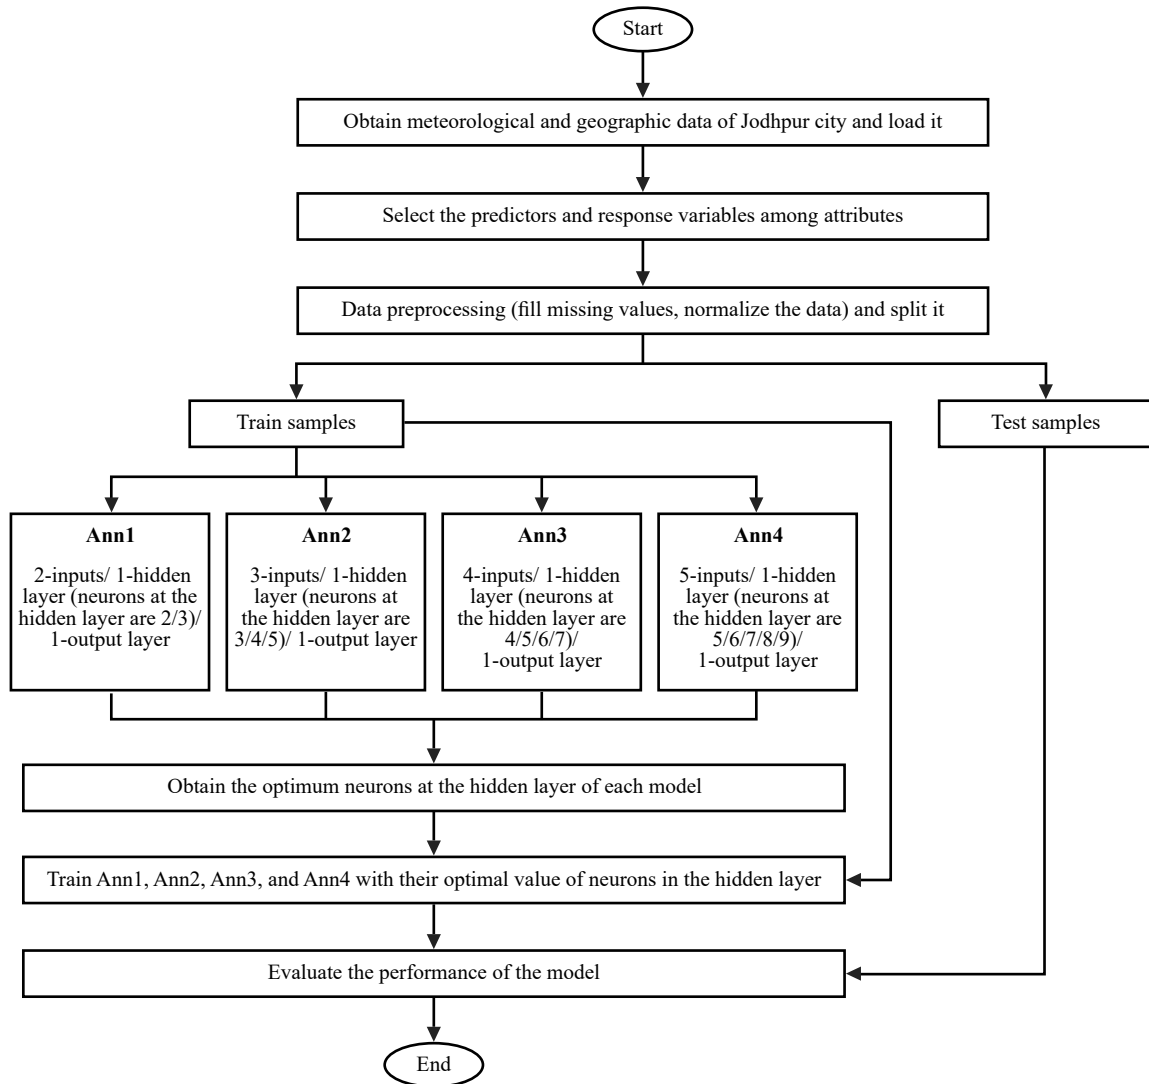 Start
Obtain meteorological and geographic data of Jodhpur city and load it
Select the predictors and response variables among attributes
Data preprocessing (fill missing values, normalize the data) and split it
Train samples
Test samples
Ann1
2-inputs/ 1-hidden
layer (neurons at the
hidden layer are 2/3)/
1-output layer
Ann2
3-inputs/ 1-hidden
layer (neurons at
the hidden layer are
3/4/5)/ 1-output layer
Ann3
4-inputs/ 1-hidden
layer (neurons at
the hidden layer are
4/5/6/7)/
1-output layer
Ann4
5-inputs/ 1-hidden
layer (neurons at
the hidden layer are
5/6/7/8/9)/
1-output layer
Obtain the optimum neurons at the hidden layer of each model
Train Ann1, Ann2, Ann3, and Ann4 with their optimal value of neurons in the hidden layer
Evaluate the performance of the model
End